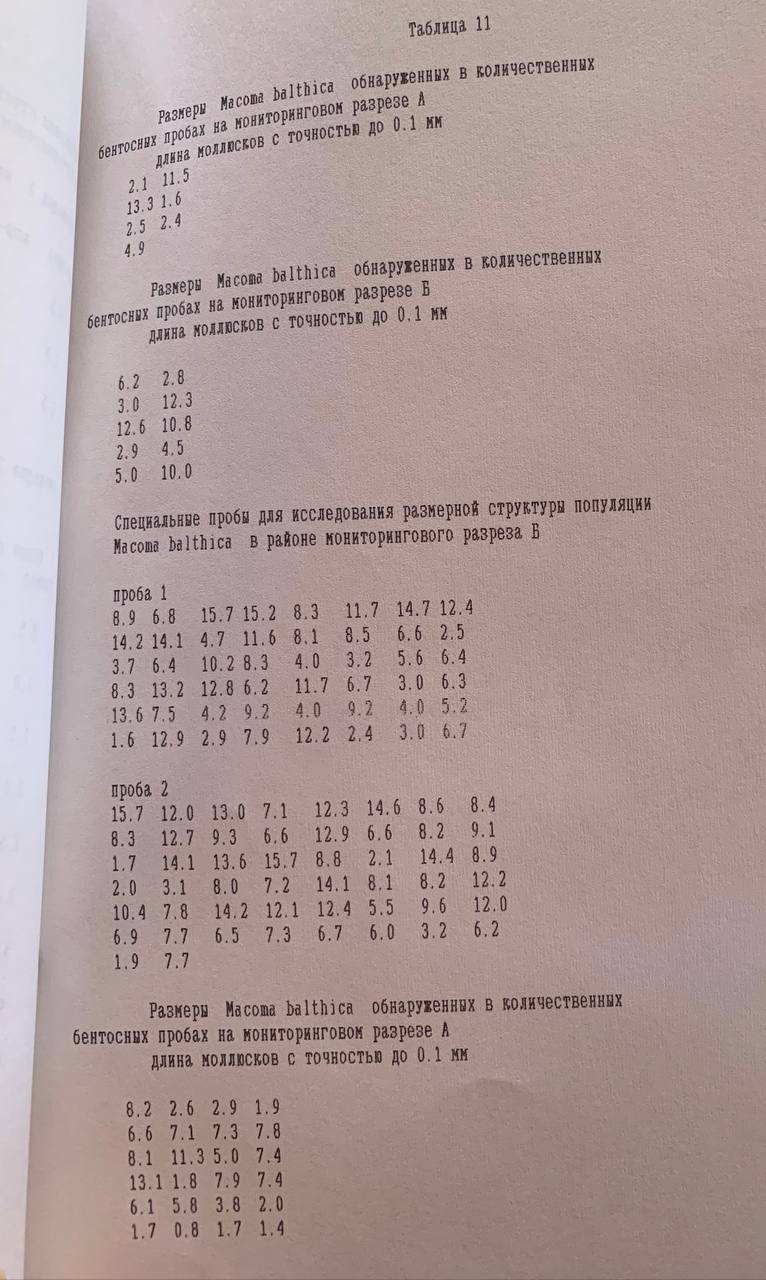 Таблица 11
Размеры Macoma balthica обнаруженных в количественных
бентосных пробах на мониторинговом разрезе А
длина моллюсков с точностью до 0.1 мм
2.1 11.5
13.3 1.6
2.5 2.4
4.9
Размеры Macoma balthica обнаруженных в количественных
бентосных пробах на мониторинговом разрезе Б
длина моллюсков с точностью до 0.1 мм
6.2 2.8
3.0 12.3
12.6 10.8
2.9 4.5
5.0 10.0
Специальные пробы для исследования размерной структуры популяции
Macoma balthica в районе мониторингового разреза Б
проба 1
8.9 6.8 15.7 15.2 8.3 11.7 14.7 12.4
14.2 14.1 4.7 11.6 8.1 8.5 6.6 2.5
3.7 6.4 10.2 8.3 4.0 3.2 5.6 6.4
8.3 13.2 12.8 6.2 11.7 6.7 3.0 6.3
13.6 7.5 4.2 9.2 4.0 9.2 4.0 5.2
1.6 12.9 2.9 7.9 12.2 2.4 3.0 6.7
проба 2
15.7 12.0 13.0 7.1 12.3 14.6 8.6 8.4
8.3 12.7 9.3 6.6 12.9 6.6 8.2 9.1
1.7 14.1 13.6 15.7 8.8 2.1 14.4 8.9
2.0 3.1 8.0 7.2 14.1 8.1 8.2 12.2
10.4 7.8 14.2 12.1 12.4 5.5 9.6 12.0
6.9 7.7 6.5 7.3 6.7 6.0 3.2 6.2
1.9 7.7
Размеры Macoma balthica обнаруженных в количественных
бентосных пробах на мониторинговом разрезе А
длина моллюсков с точностью до 0.1 мм
8.2 2.6 2.9 1.9
6.6 7.1 7.3 7.8
8.1 11.3 5.0 7.4
13.1 1.8 7.9 7.4
6.1 5.8 3.8 2.0
1.7 0.8 1.7 1.4